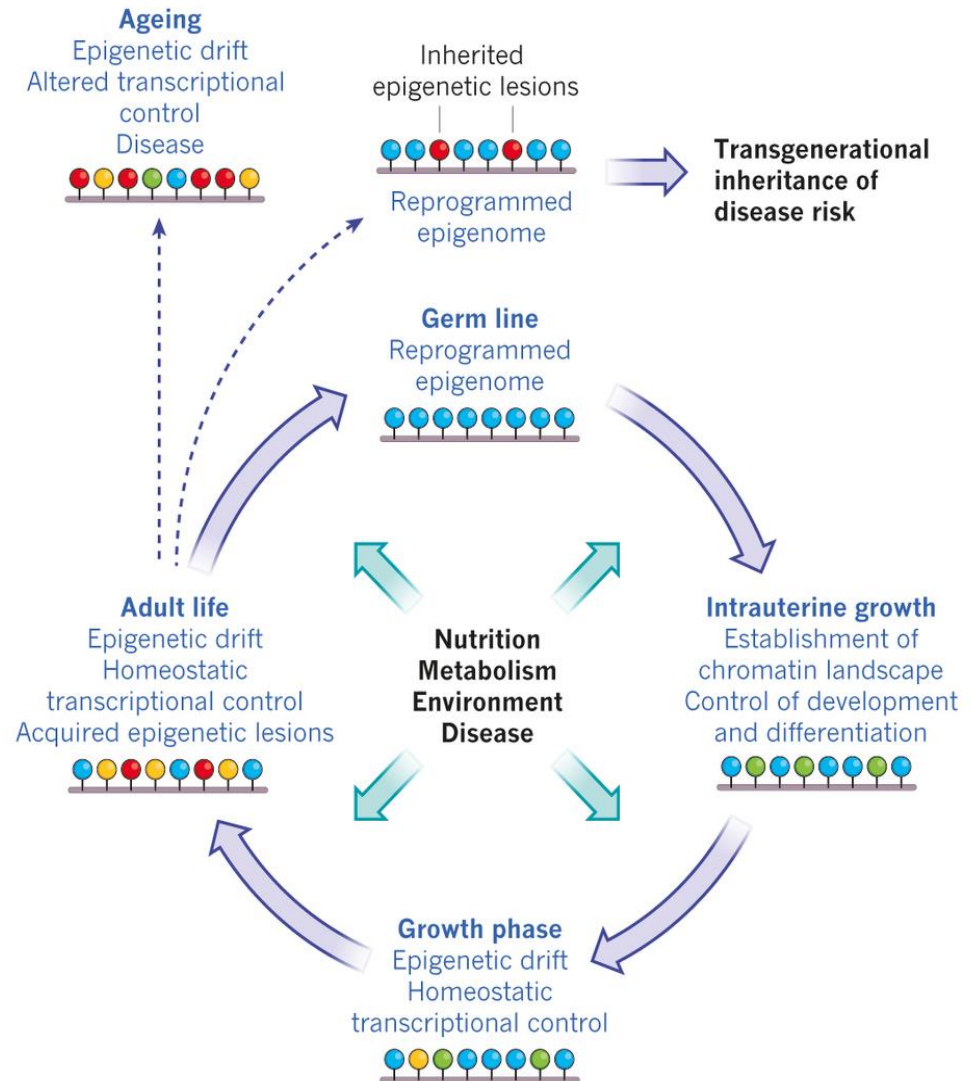 Ageing
Epigenetic drift
Altered transcriptional
control
Disease
Inherited
epigenetic lesions
Reprogrammed
epigenome
Transgenerational
inheritance of
disease risk
Germ line
Reprogrammed
epigenome
Adult life
Epigenetic drift
Homeostatic
transcriptional control
Acquired epigenetic lesions
Nutrition
Metabolism
Environment
Disease
Intrauterine growth
Establishment of
chromatin landscape
Control of development
and differentiation
Growth phase
Epigenetic drift
Homeostatic
transcriptional control